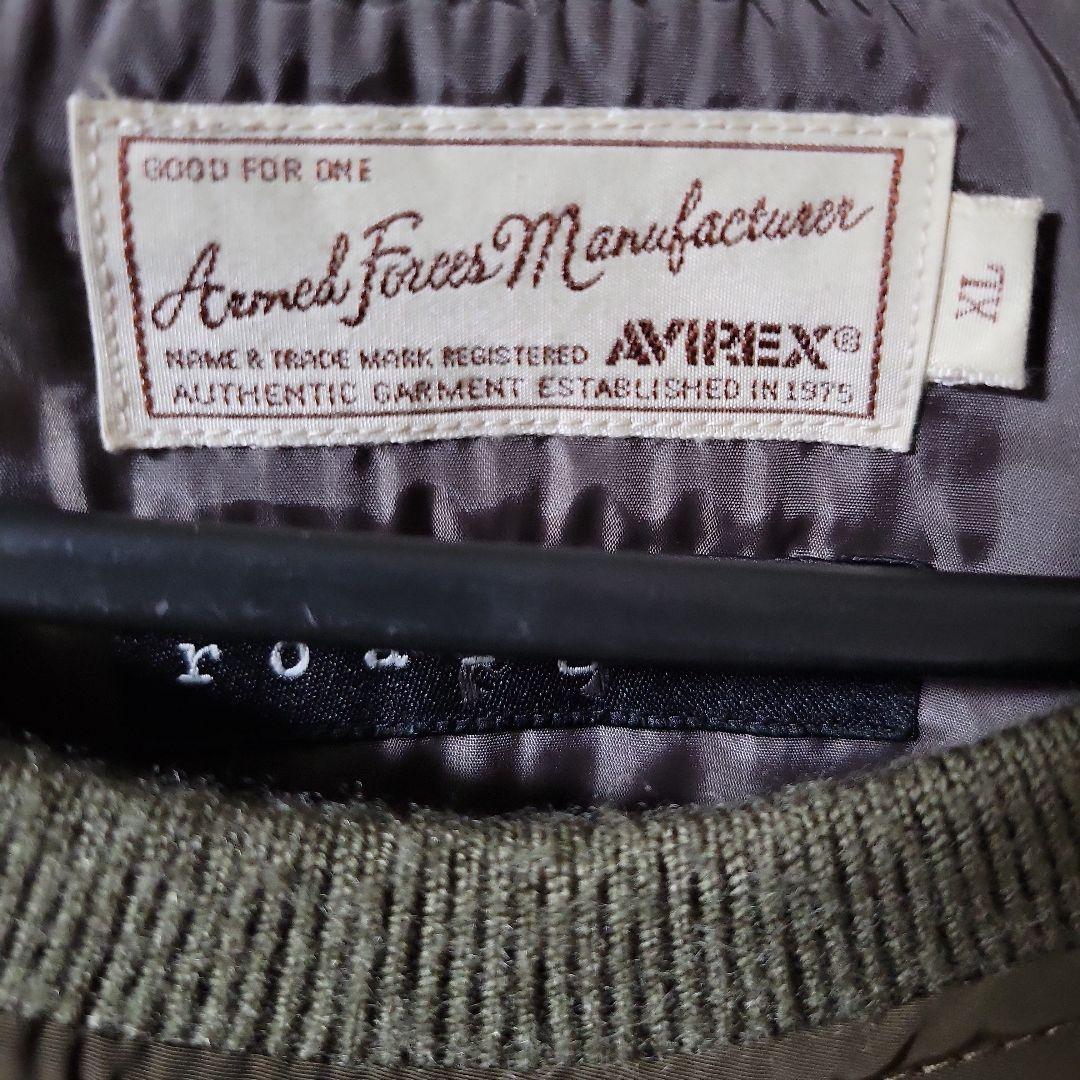 GOOD FOR ONE
Armed Forces Manufacturer
NAME & TRADE MARK REGISTERED AVIREX®
AUTHENTIC GARMENT ESTABLISHED IN 1975
XL